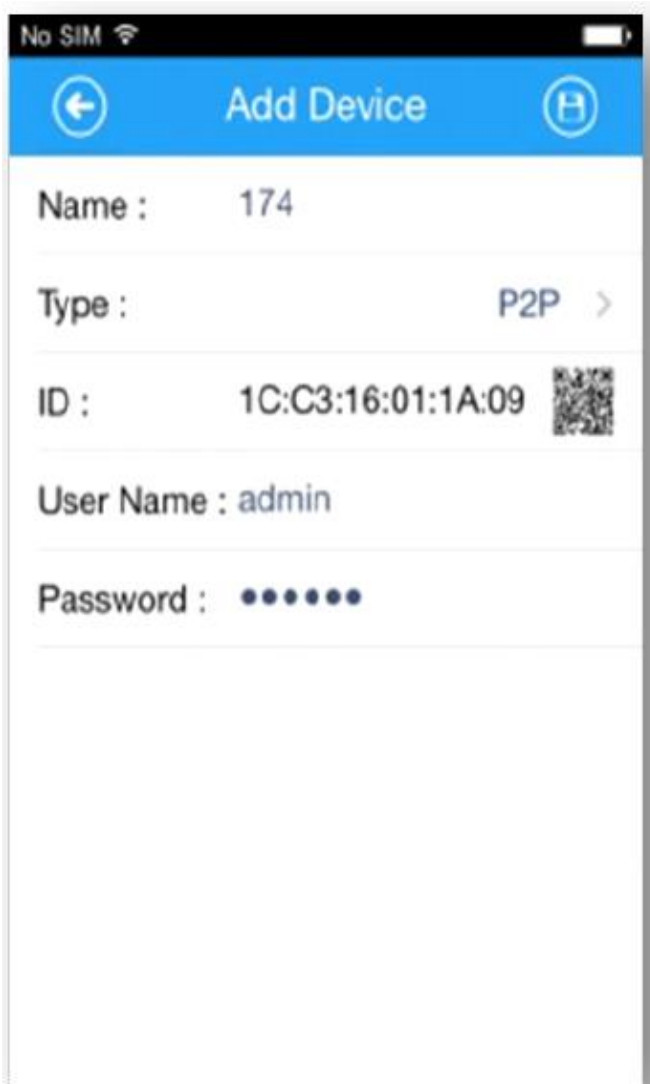 No SIM
Add Device
Name : 174
Type : P2P >
ID : 1C:C3:16:01:1A:09
User Name : admin
Password : ●●●●●●